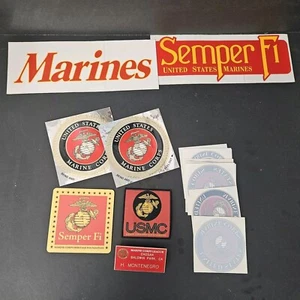 Marines
Semper Fi
UNITED STATES MARINES
UNITED STATES
MARINE CORPS
UNITED STATES
MARINE CORPS
Semper Fi
USMC
H. MONTENEGRO